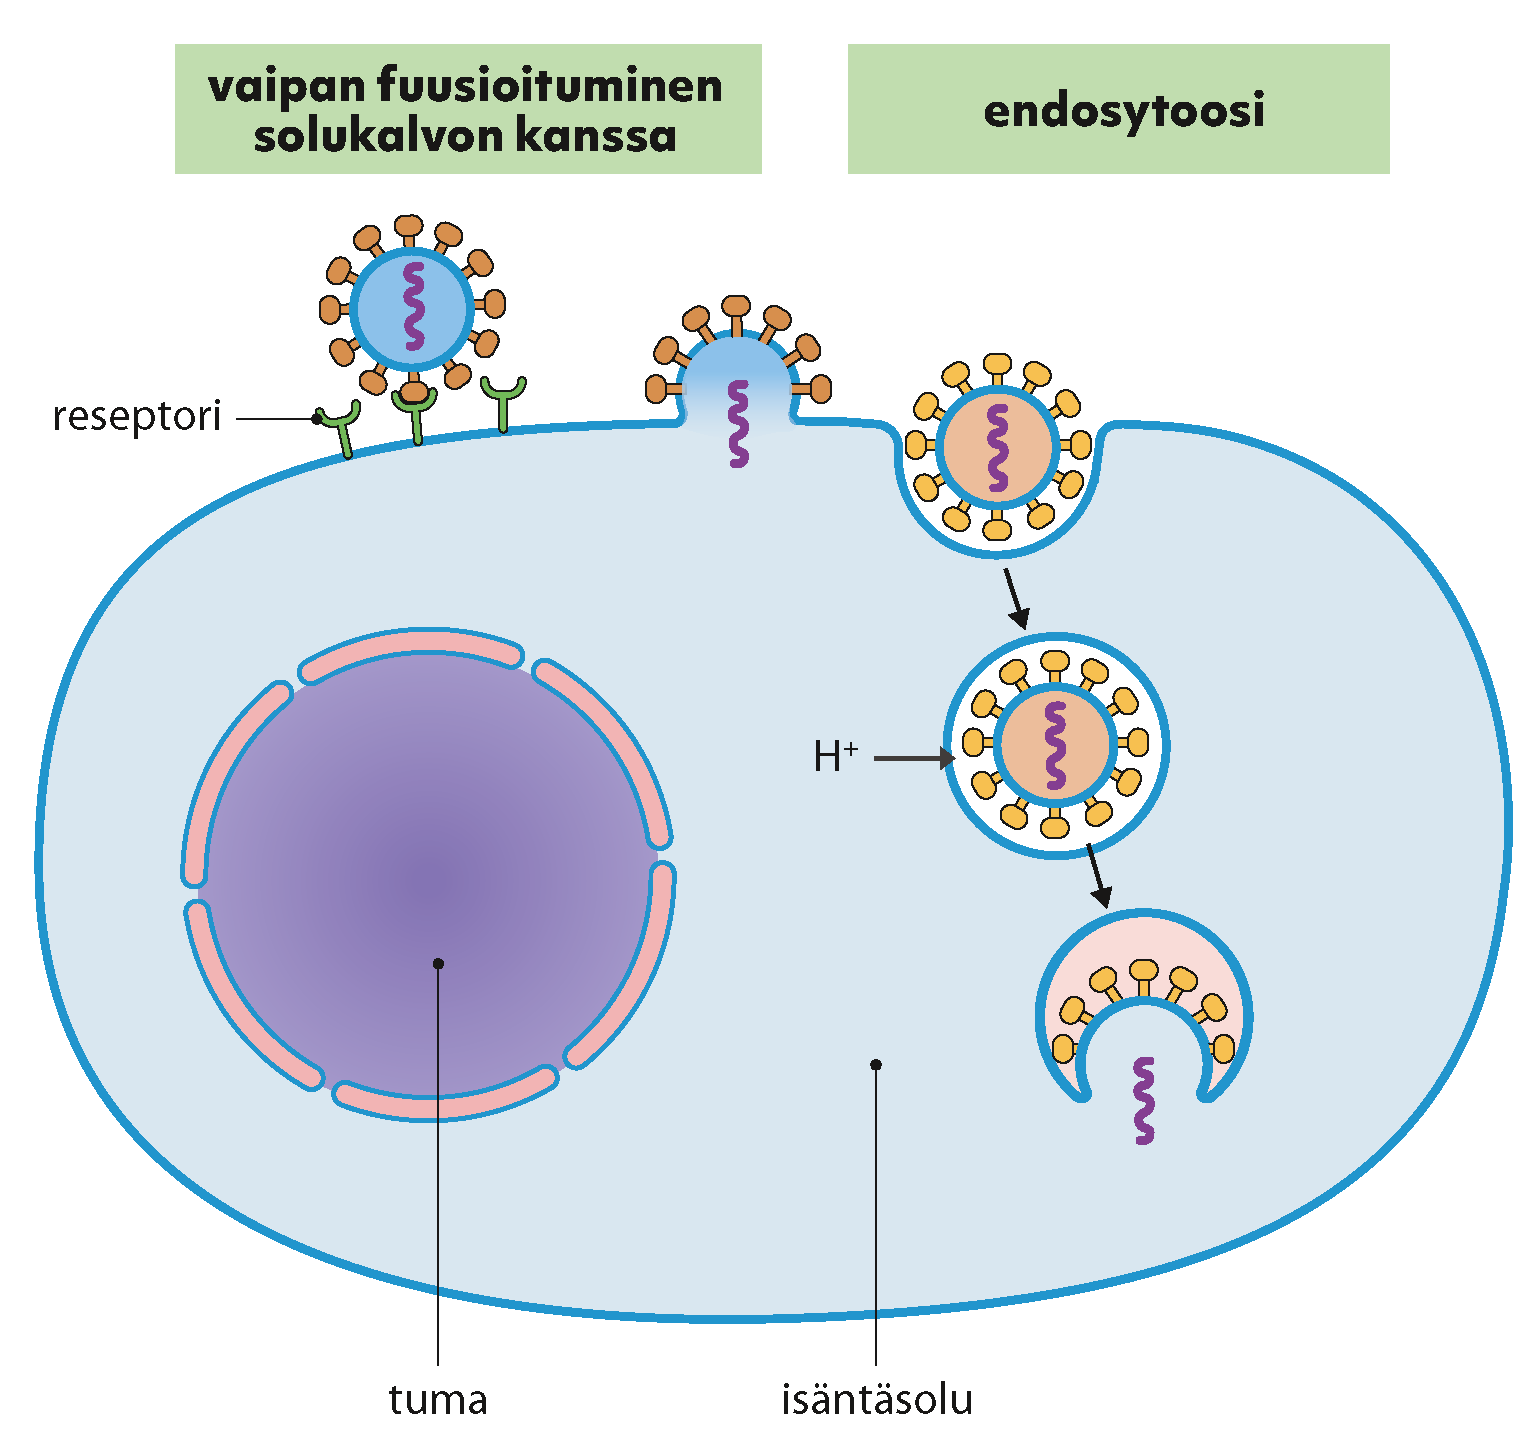 vaipan fuusioituminen
solukalvon kanssa
endosytoosi
reseptori
H⁺
tuma
isäntäsolu